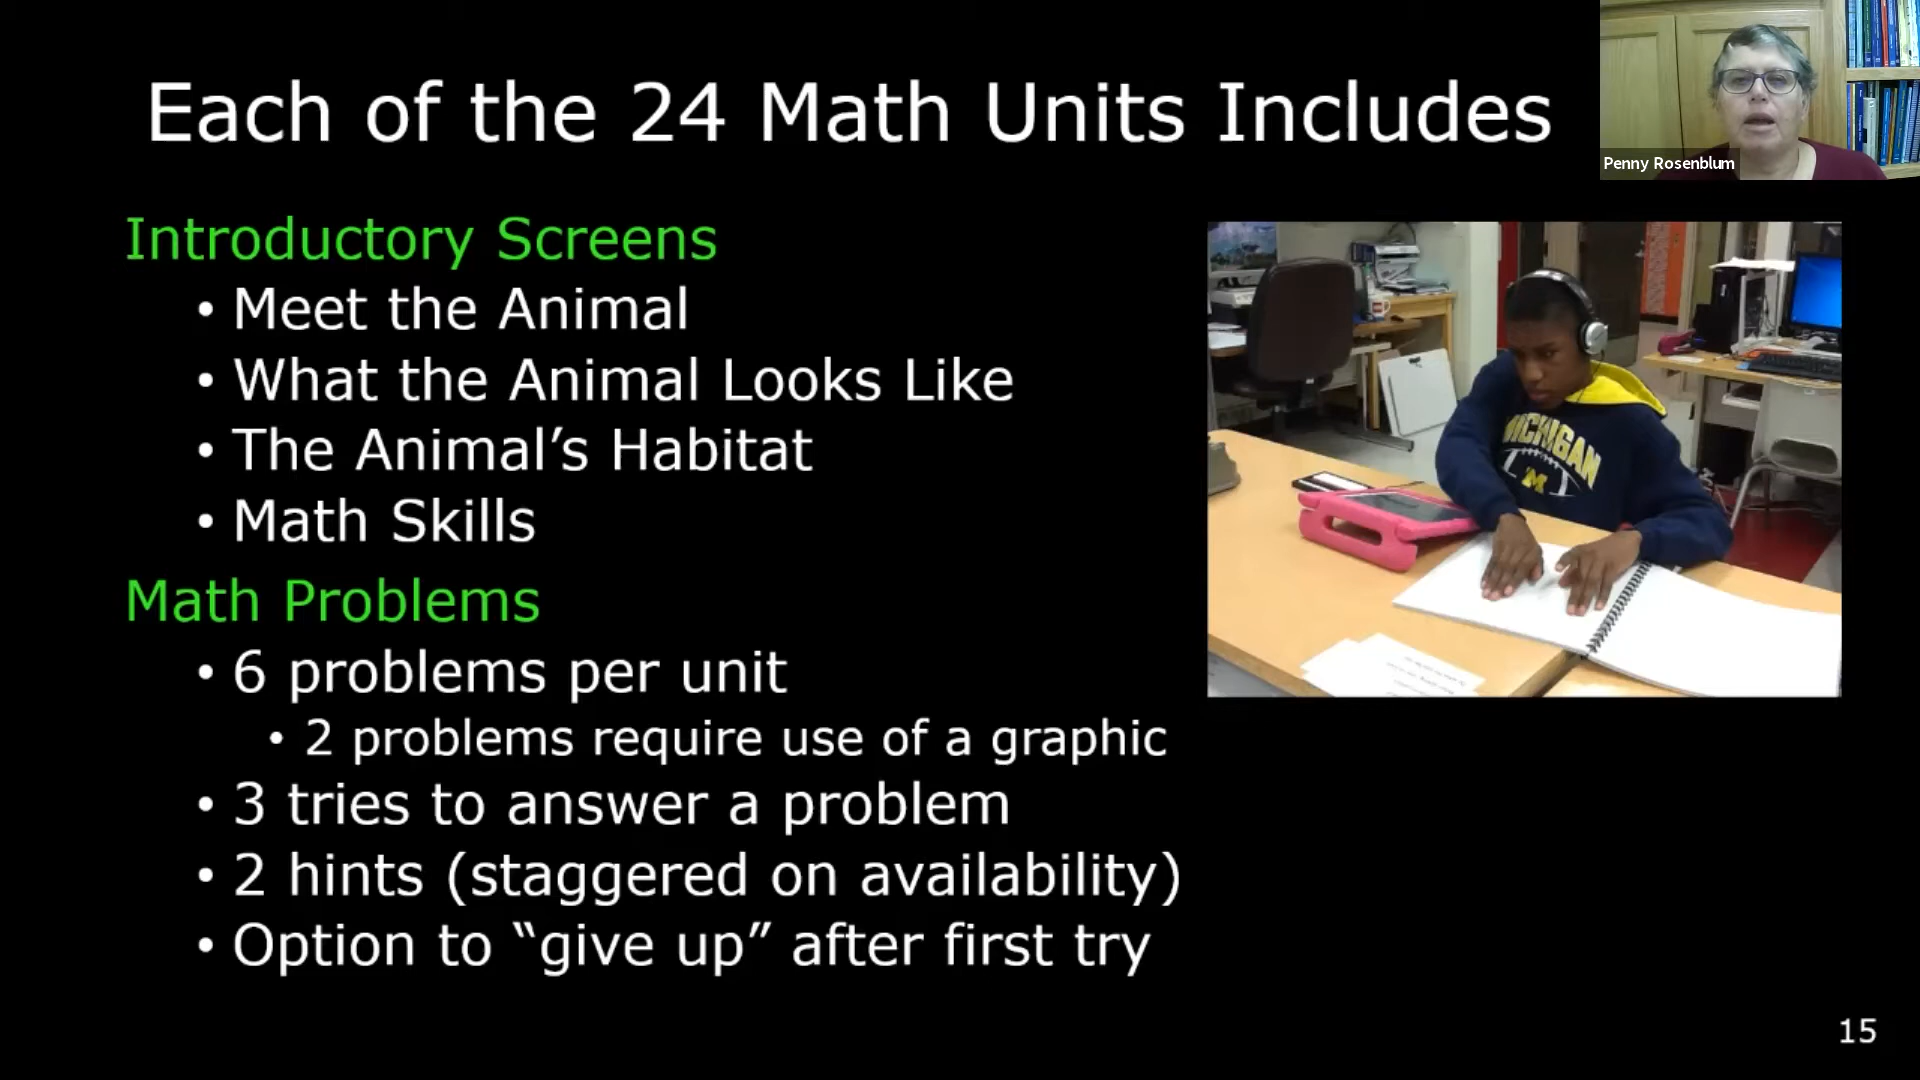 Each of the 24 Math Units Includes
Penny Rosenblum
Introductory Screens
• Meet the Animal
• What the Animal Looks Like
• The Animal’s Habitat
• Math Skills
MICHIGAN
M
Math Problems
• 6 problems per unit
• 2 problems require use of a graphic
• 3 tries to answer a problem
• 2 hints (staggered on availability)
• Option to “give up” after first try
15